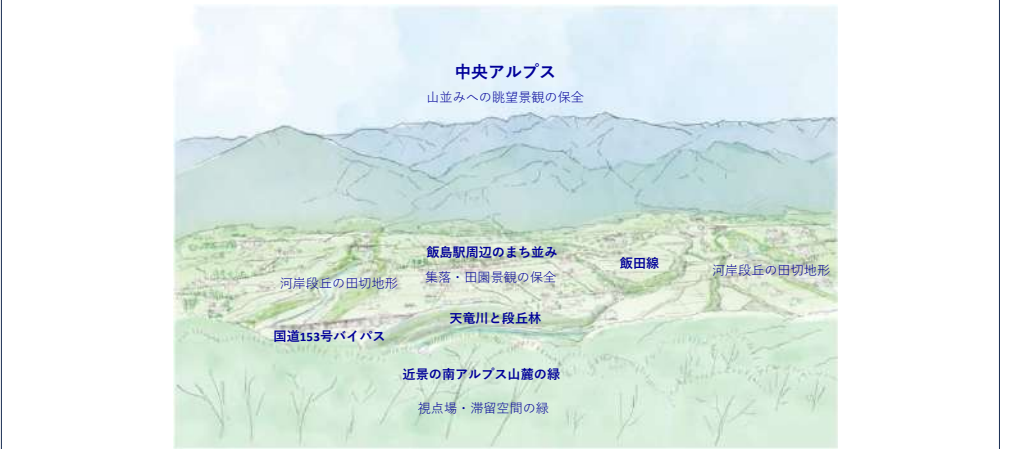 中央アルプス
山並みへの眺望景観の保全
飯島駅周辺のまち並み
飯田線
河岸段丘の田切地形
集落・田園景観の保全
河岸段丘の田切地形
天竜川と段丘林
国道153号バイパス
近景の南アルプス山麓の緑
視点場・滞留空間の緑